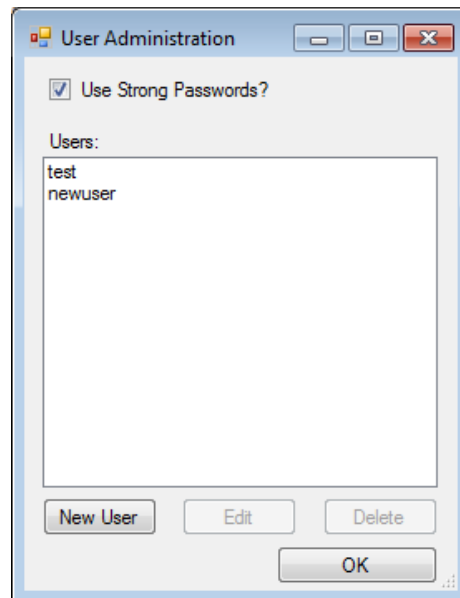 User Administration
Use Strong Passwords?
Users:
test
newuser
New User Edit Delete
OK